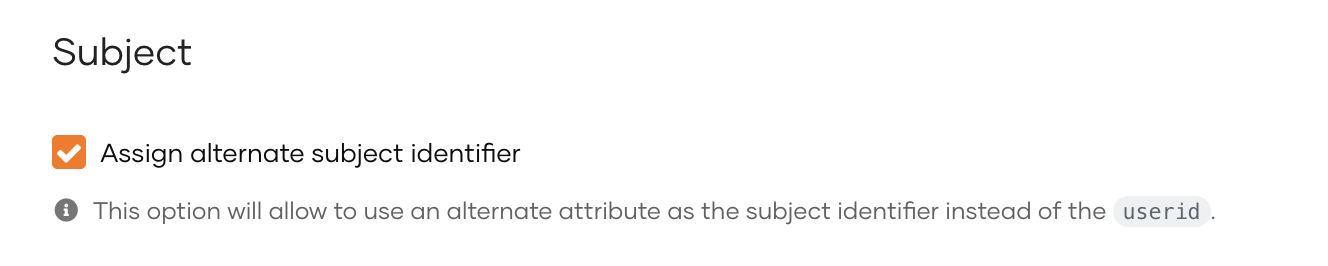 Subject
Assign alternate subject identifier
This option will allow to use an alternate attribute as the subject identifier instead of the userid.